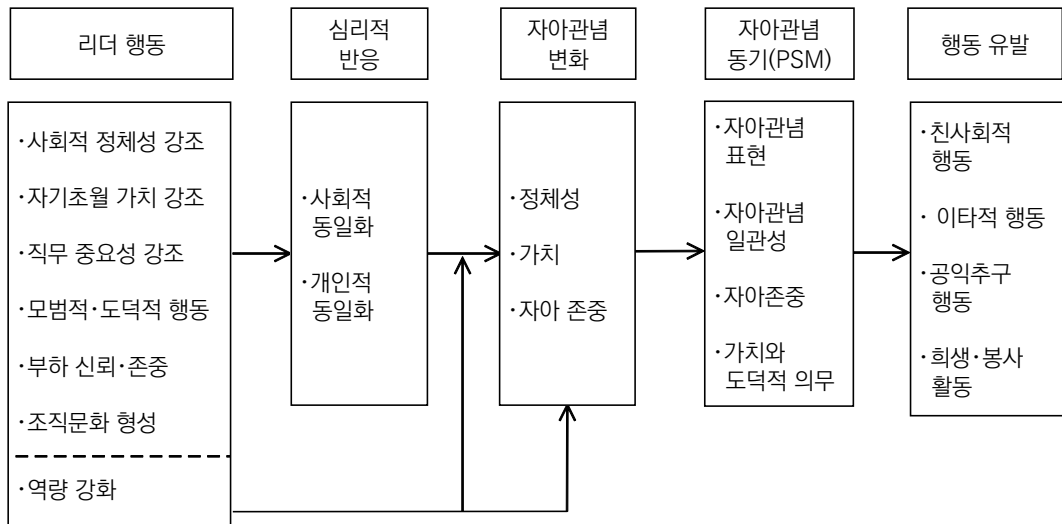 리더 행동
심리적
반응
자아관념
변화
자아관념
동기(PSM)
행동 유발
·사회적 정체성 강조
·자기초월 가치 강조
·직무 중요성 강조
·모범적·도덕적 행동
·부하 신뢰·존중
·조직문화 형성
·역량 강화
·사회적
동일화
·개인적
동일화
·정체성
·가치
·자아 존중
·자아관념
표현
·자아관념
일관성
·자아존중
·가치와
도덕적 의무
·친사회적
행동
· 이타적 행동
·공익추구
행동
·희생·봉사
활동